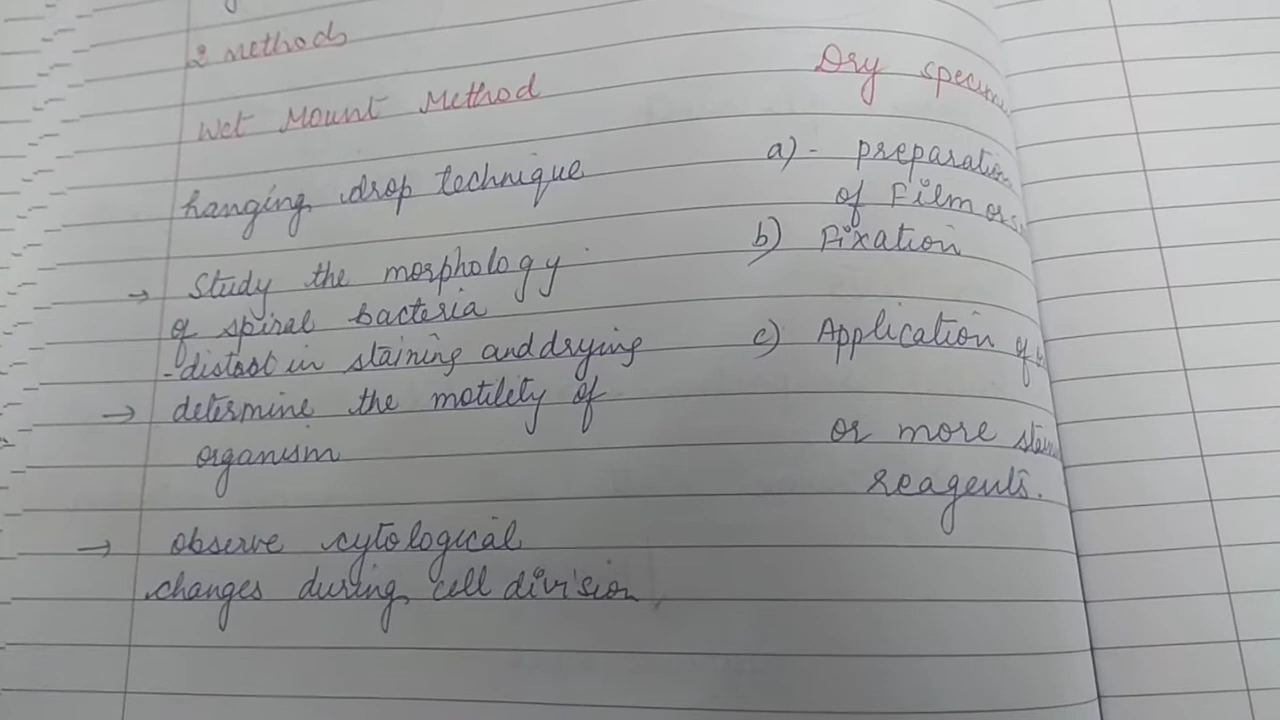 2 methods
Wet Mount Method
hanging drop technique
→ Study the morphology
of spiral bacteria
- distost in staining and drying
→ determine the motility of
organism
→ observe cytological
changes during cell division
Dry
a) - preparation
of Film
b) Fixation
c) Application of
or more
reagents.